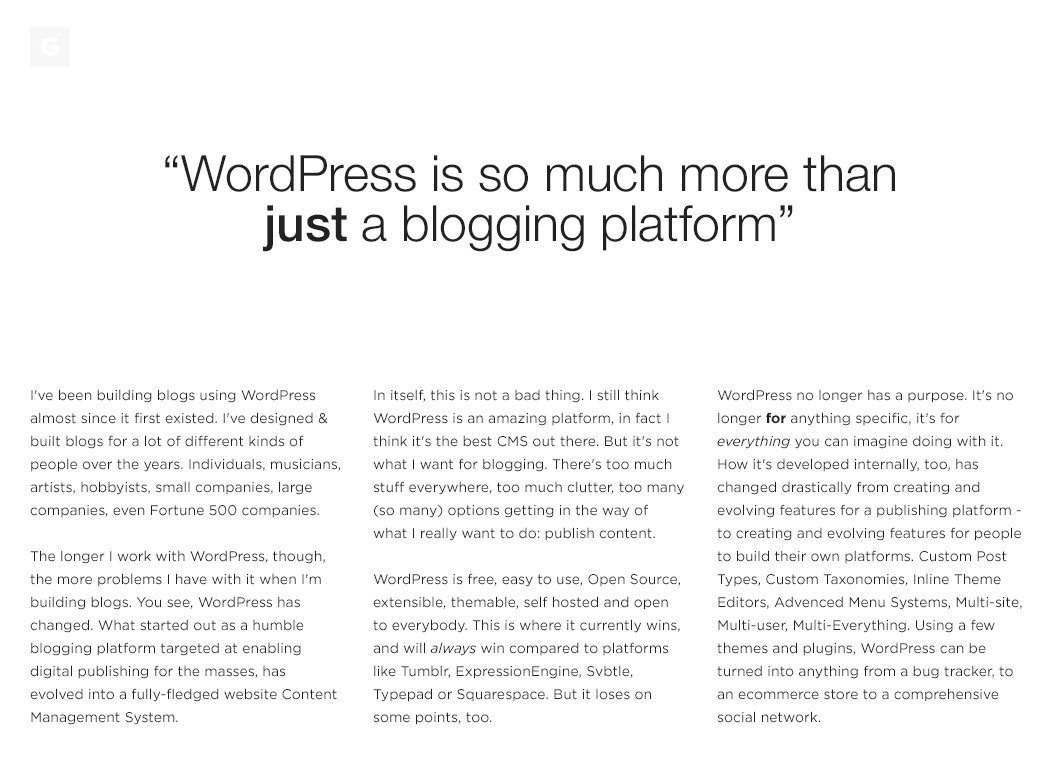 G
“WordPress is so much more than
just a blogging platform”
I've been building blogs using WordPress
almost since it first existed. I've designed &
built blogs for a lot of different kinds of
people over the years. Individuals, musicians,
artists, hobbyists, small companies, large
companies, even Fortune 500 companies.
The longer I work with WordPress, though,
the more problems I have with it when I'm
building blogs. You see, WordPress has
changed. What started out as a humble
blogging platform targeted at enabling
digital publishing for the masses, has
evolved into a fully-fledged website Content
Management System.
In itself, this is not a bad thing. I still think
WordPress is an amazing platform, in fact I
think it's the best CMS out there. But it's not
what I want for blogging. There's too much
stuff everywhere, too much clutter, too many
(so many) options getting in the way of
what I really want to do: publish content.
WordPress is free, easy to use, Open Source,
extensible, themable, self hosted and open
to everybody. This is where it currently wins,
and will always win compared to platforms
like Tumblr, ExpressionEngine, Svbtle,
Typepad or Squarespace. But it loses on
some points, too.
WordPress no longer has a purpose. It's no
longer for anything specific, it's for
everything you can imagine doing with it.
How it's developed internally, too, has
changed drastically from creating and
evolving features for a publishing platform -
to creating and evolving features for people
to build their own platforms. Custom Post
Types, Custom Taxonomies, Inline Theme
Editors, Advenced Menu Systems, Multi-site,
Multi-user, Multi-Everything. Using a few
themes and plugins, WordPress can be
turned into anything from a bug tracker, to
an ecommerce store to a comprehensive
social network.